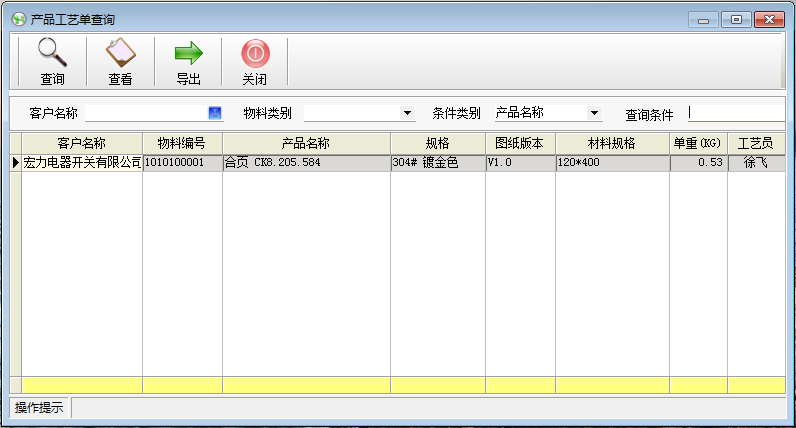 产品工艺单查询
查询 查看 导出 关闭
客户名称 物料类别 条件类别 产品名称 查询条件
客户名称 物料编号 产品名称 规格 图纸版本 材料规格 单重(KG) 工艺员
宏力电器开关有限公司 1010100001 合页 CK8.205.584 304# 镀金色 V1.0 120*400 0.53 徐飞
操作提示